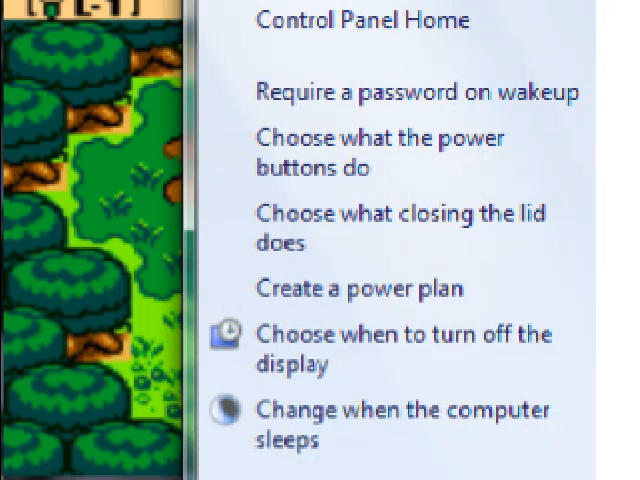 [L-1]
Control Panel Home
Require a password on wakeup
Choose what the power
buttons do
Choose what closing the lid
does
Create a power plan
Choose when to turn off the
display
Change when the computer
sleeps